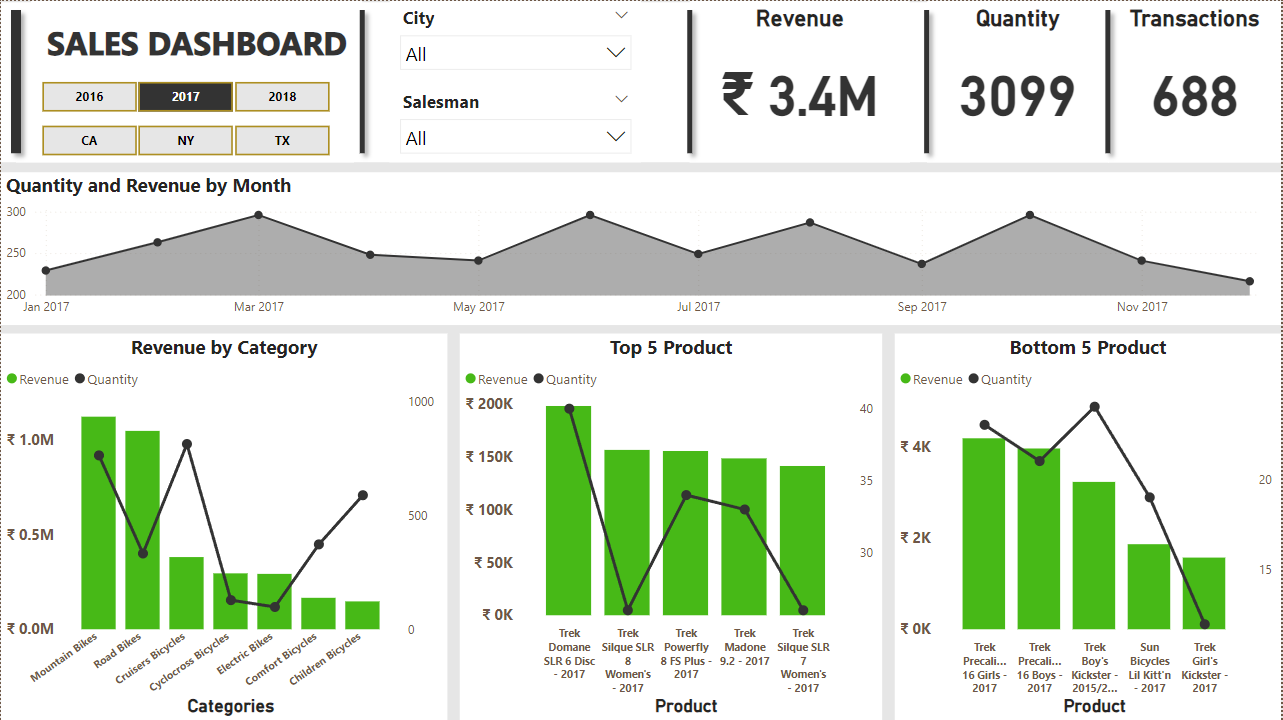 SALES DASHBOARD
2016 2017 2018
CA NY TX
City
All
Salesman
All
Revenue
₹ 3.4M
Quantity
3099
Transactions
688
Quantity and Revenue by Month
300
250
200
Jan 2017 Mar 2017 May 2017 Jul 2017 Sep 2017 Nov 2017
Revenue by Category
Revenue Quantity
₹ 1.0M
₹ 0.5M
₹ 0.0M
1000
500
0
Mountain Bikes
Road Bikes
Cruisers Bicycles
Cyclocross Bicycles
Electric Bikes
Comfort Bicycles
Children Bicycles
Categories
Top 5 Product
Revenue Quantity
₹ 200K
₹ 150K
₹ 100K
₹ 50K
₹ 0K
40
35
30
Trek
Domane
SLR 6 Disc
- 2017
Trek
Silque SLR
8
Women's
- 2017
Trek
Powerfly
8 FS Plus -
2017
Trek
Madone
9.2 - 2017
Trek
Silque SLR
7
Women's
- 2017
Product
Bottom 5 Product
Revenue Quantity
₹ 4K
₹ 2K
₹ 0K
20
15
Trek
Precali...
16 Girls -
2017
Trek
Precali...
16 Boys -
2017
Trek
Boy's
Kickster -
2015/2...
Sun
Bicycles
Lil Kitt'n
- 2017
Trek
Girl's
Kickster -
2017
Product